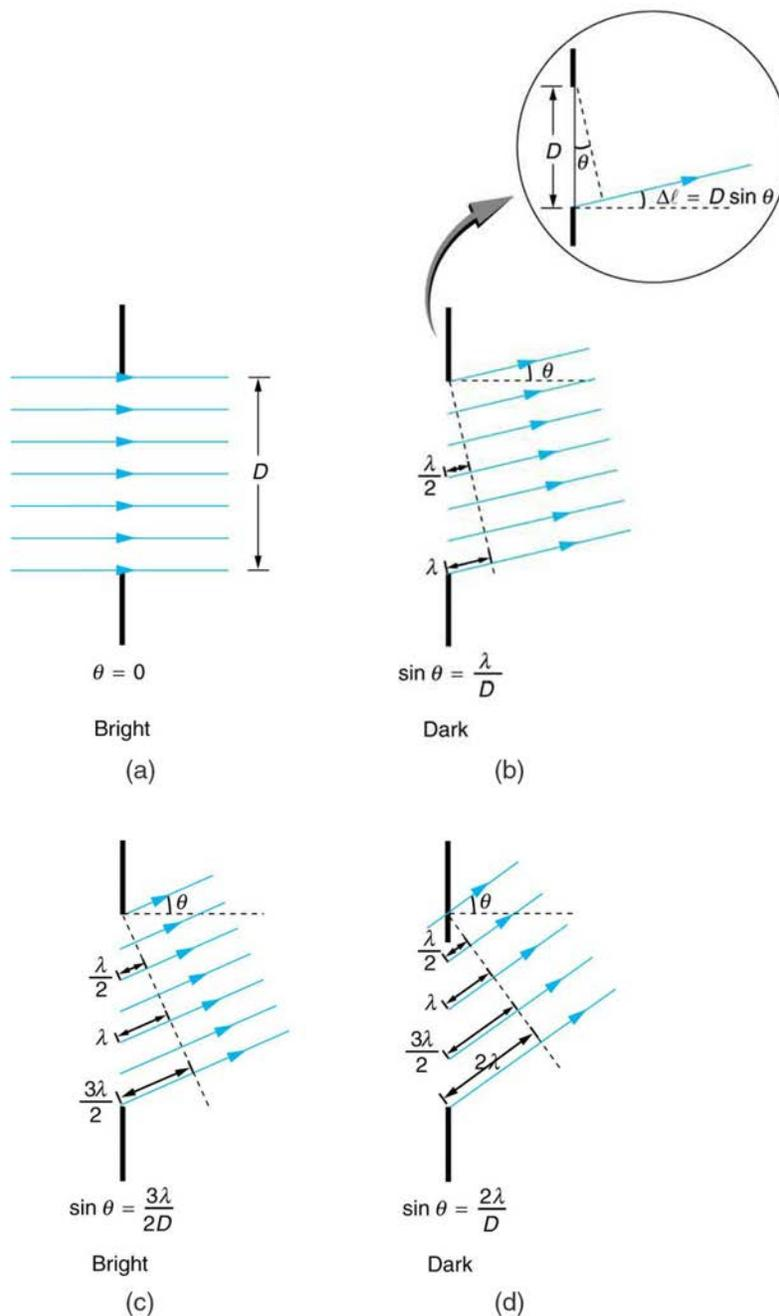 D
θ
Δℓ = D sin θ
D
θ = 0
Bright
(a)
θ
λ/2
λ
sin θ = λ/D
Dark
(b)
θ
λ/2
λ
3λ/2
sin θ = 3λ/2D
Bright
(c)
θ
λ/2
λ
3λ/2
2λ
sin θ = 2λ/D
Dark
(d)